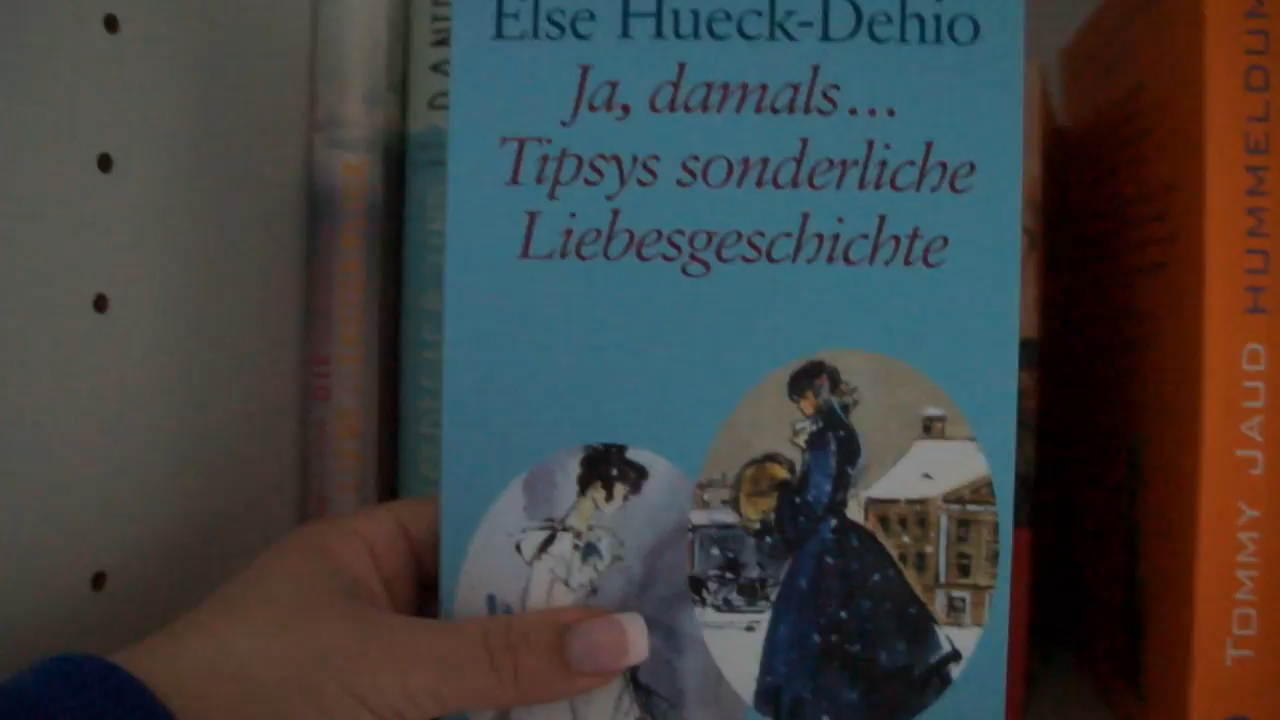 Else Hueck-Dehio
Ja, damals...
Tipsys sonderliche
Liebesgeschichte
TOMMY JAUD HUMMELDUM